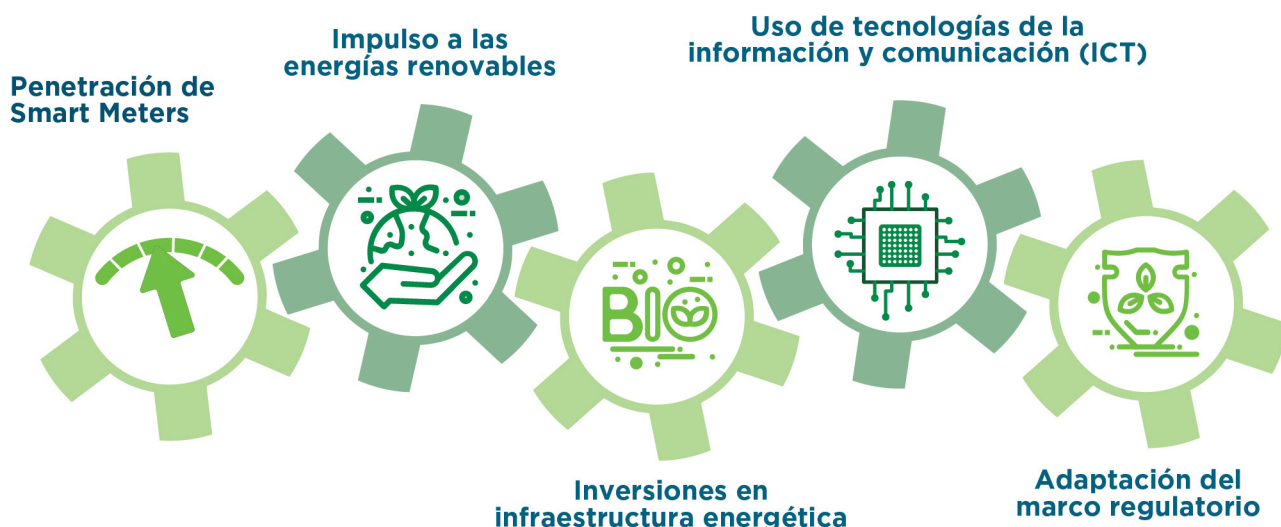 Penetración de
Smart Meters
Impulso a las
energías renovables
BIO
Inversiones en
infraestructura energética
Uso de tecnologías de la
información y comunicación (ICT)
Adaptación del
marco regulatorio